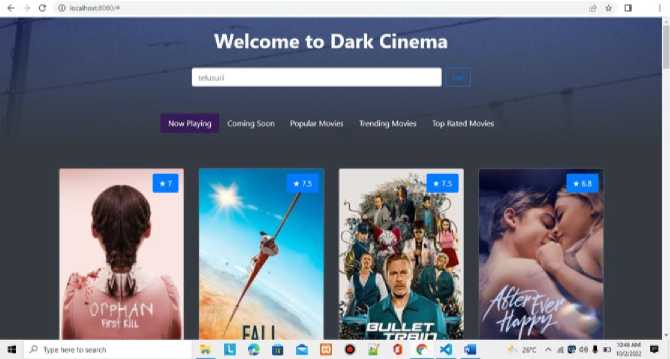 localhost:8080/#
Welcome to Dark Cinema
telusuri
Now Playing
Coming Soon
Popular Movies
Trending Movies
Top Rated Movies
★ 7
★ 7.5
★ 7.5
★ 6.8
ORPHAN
FIRST KILL
FALL
BULLET
TRAIN
After Ever
Happy
Type here to search
26°C
10:46 AM
10/2/2022